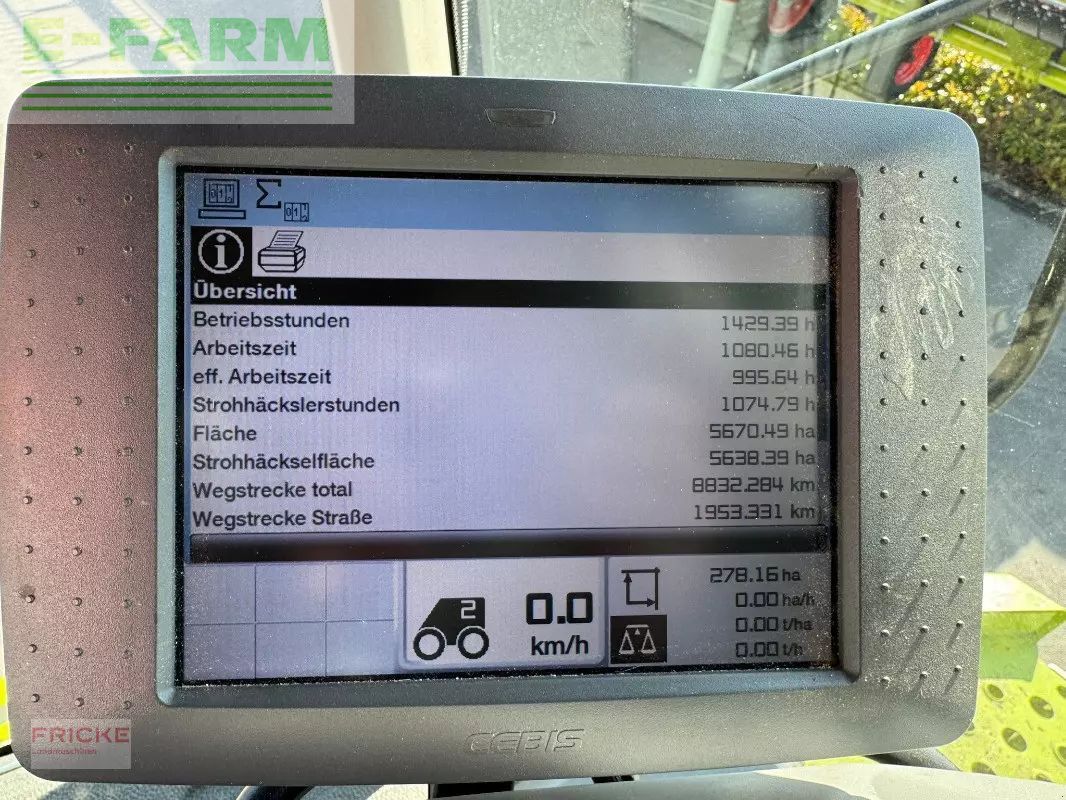 E-FARM
Übersicht
Betriebsstunden 1429.39 h
Arbeitszeit 1080.46 h
eff. Arbeitszeit 995.64 h
Strohhäckslerstunden 1074.79 h
Fläche 5670.49 ha
Strohhäckselfläche 5638.39 ha
Wegstrecke total 8832.284 km
Wegstrecke Straße 1953.331 km
278.16 ha
2 0.0 0.00 ha/h
0.00 t/ha
km/h 0.00 t/h
FRICKE
Landmaschinen
CEBIS